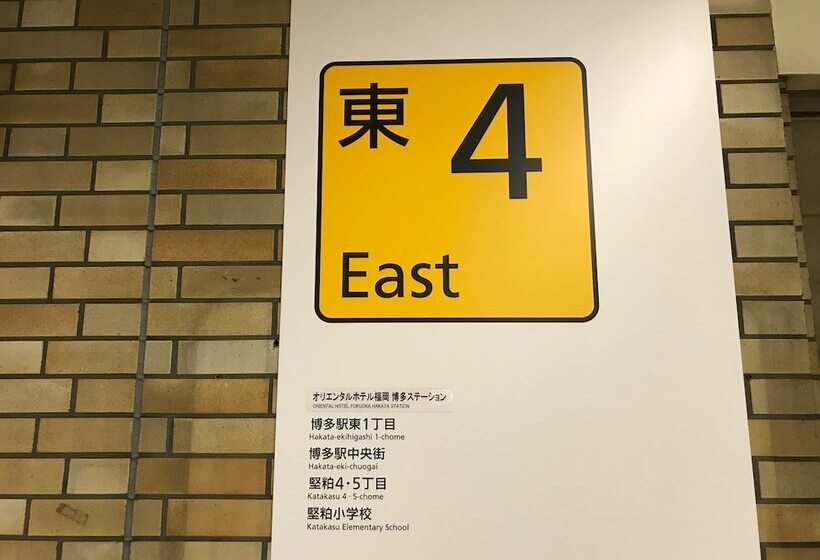 東 4
East
オリエンタルホテル福岡 博多ステーション
ORIENTAL HOTEL FUKUOKA HAKATA STATION
博多駅東1丁目
Hakata-ekihigashi 1-chome
博多駅中央街
Hakata-eki-chuogai
堅粕4・5丁目
Katakasu 4・5-chome
堅粕小学校
Katakasu Elementary School